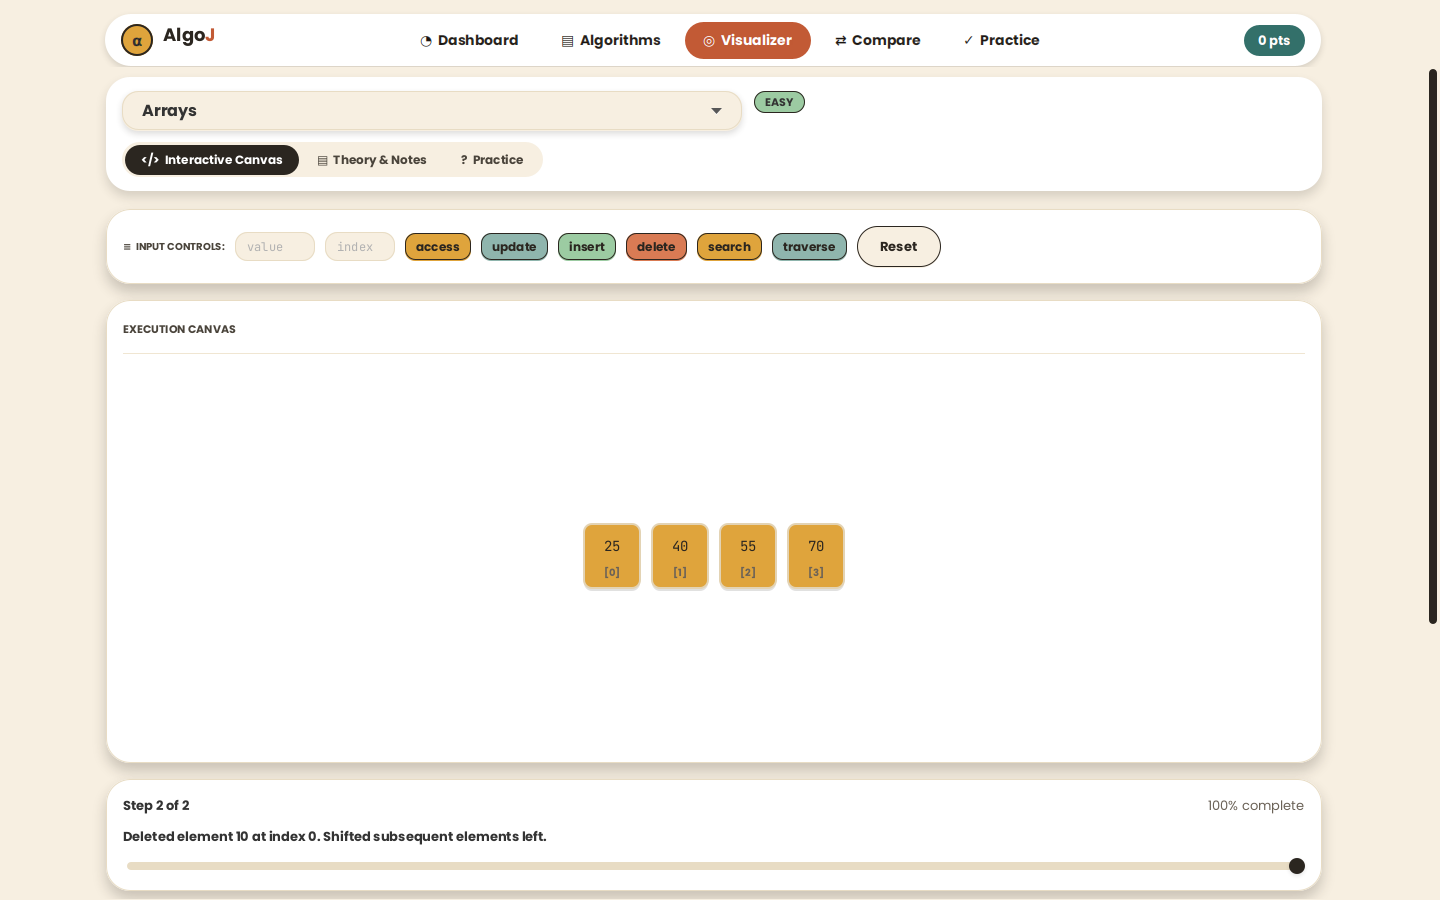 α AlgoJ
Dashboard
Algorithms
Visualizer
Compare
Practice
0 pts
Arrays
EASY
</> Interactive Canvas
Theory & Notes
? Practice
INPUT CONTROLS:
value
index
access
update
insert
delete
search
traverse
Reset
EXECUTION CANVAS
25 40 55 70
[0] [1] [2] [3]
Step 2 of 2
100% complete
Deleted element 10 at index 0. Shifted subsequent elements left.